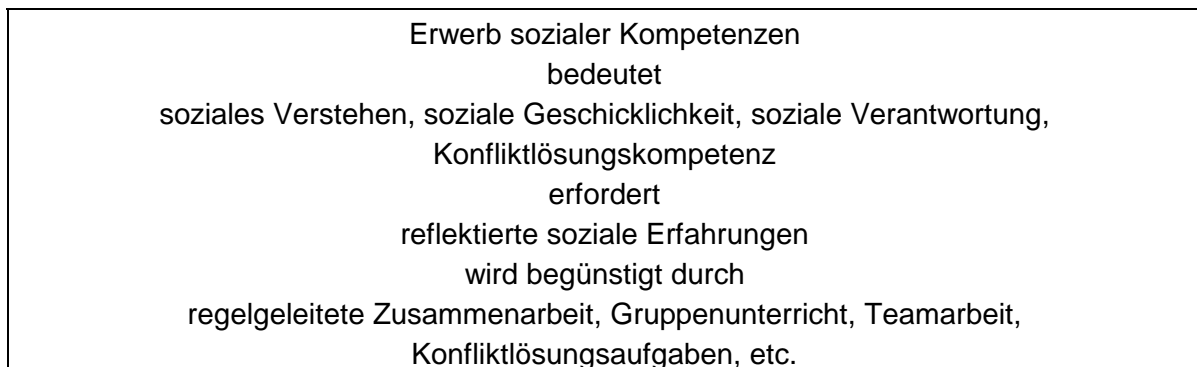 Erwerb sozialer Kompetenzen
bedeutet
soziales Verstehen, soziale Geschicklichkeit, soziale Verantwortung,
Konfliktlösungskompetenz
erfordert
reflektierte soziale Erfahrungen
wird begünstigt durch
regelgeleitete Zusammenarbeit, Gruppenunterricht, Teamarbeit,
Konfliktlösungsaufgaben, etc.